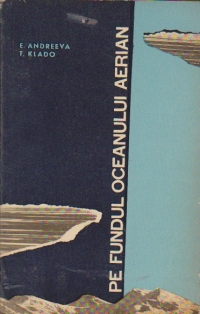 E. ANDREEVA
T. KLADO
PE FUNDUL OCEANULUI AERIAN